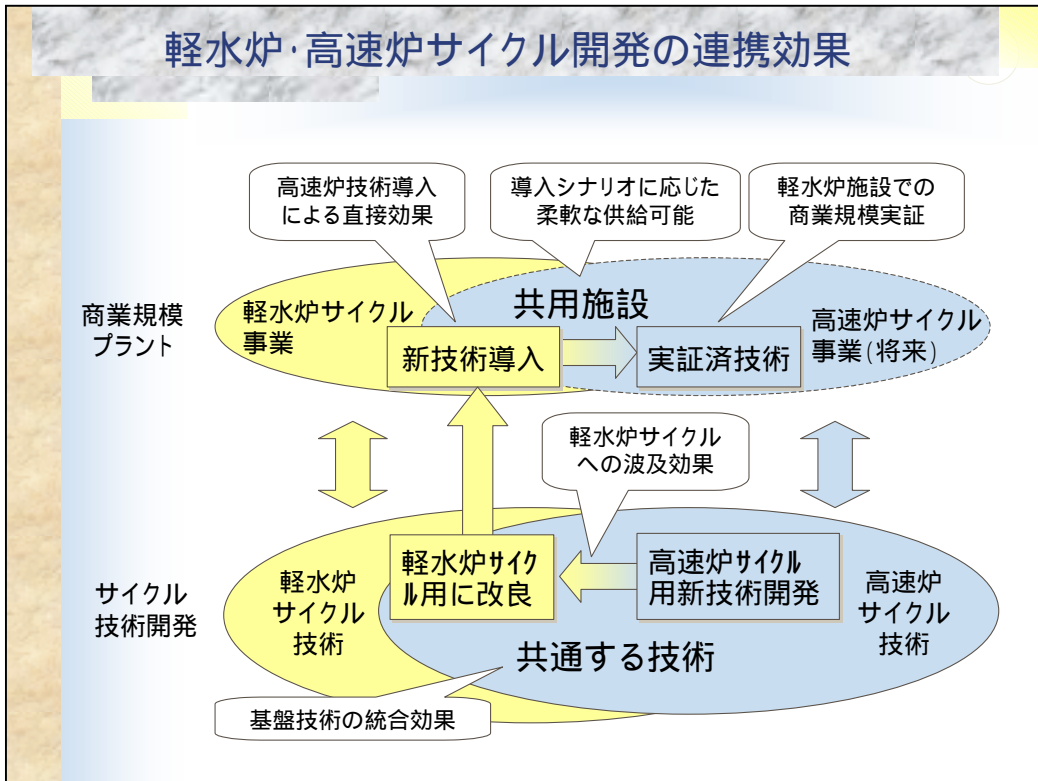 軽水炉･高速炉サイクル開発の連携効果
高速炉技術導入
による直接効果
導入シナリオに応じた
柔軟な供給可能
軽水炉施設での
商業規模実証
商業規模
プラント
軽水炉サイクル
事業
共用施設
高速炉サイクル
事業(将来)
新技術導入
実証済技術
軽水炉サイクル
への波及効果
サイクル
技術開発
軽水炉
サイクル
技術
軽水炉サイク
ル用に改良
高速炉サイクル
用新技術開発
高速炉
サイクル
技術
共通する技術
基盤技術の統合効果